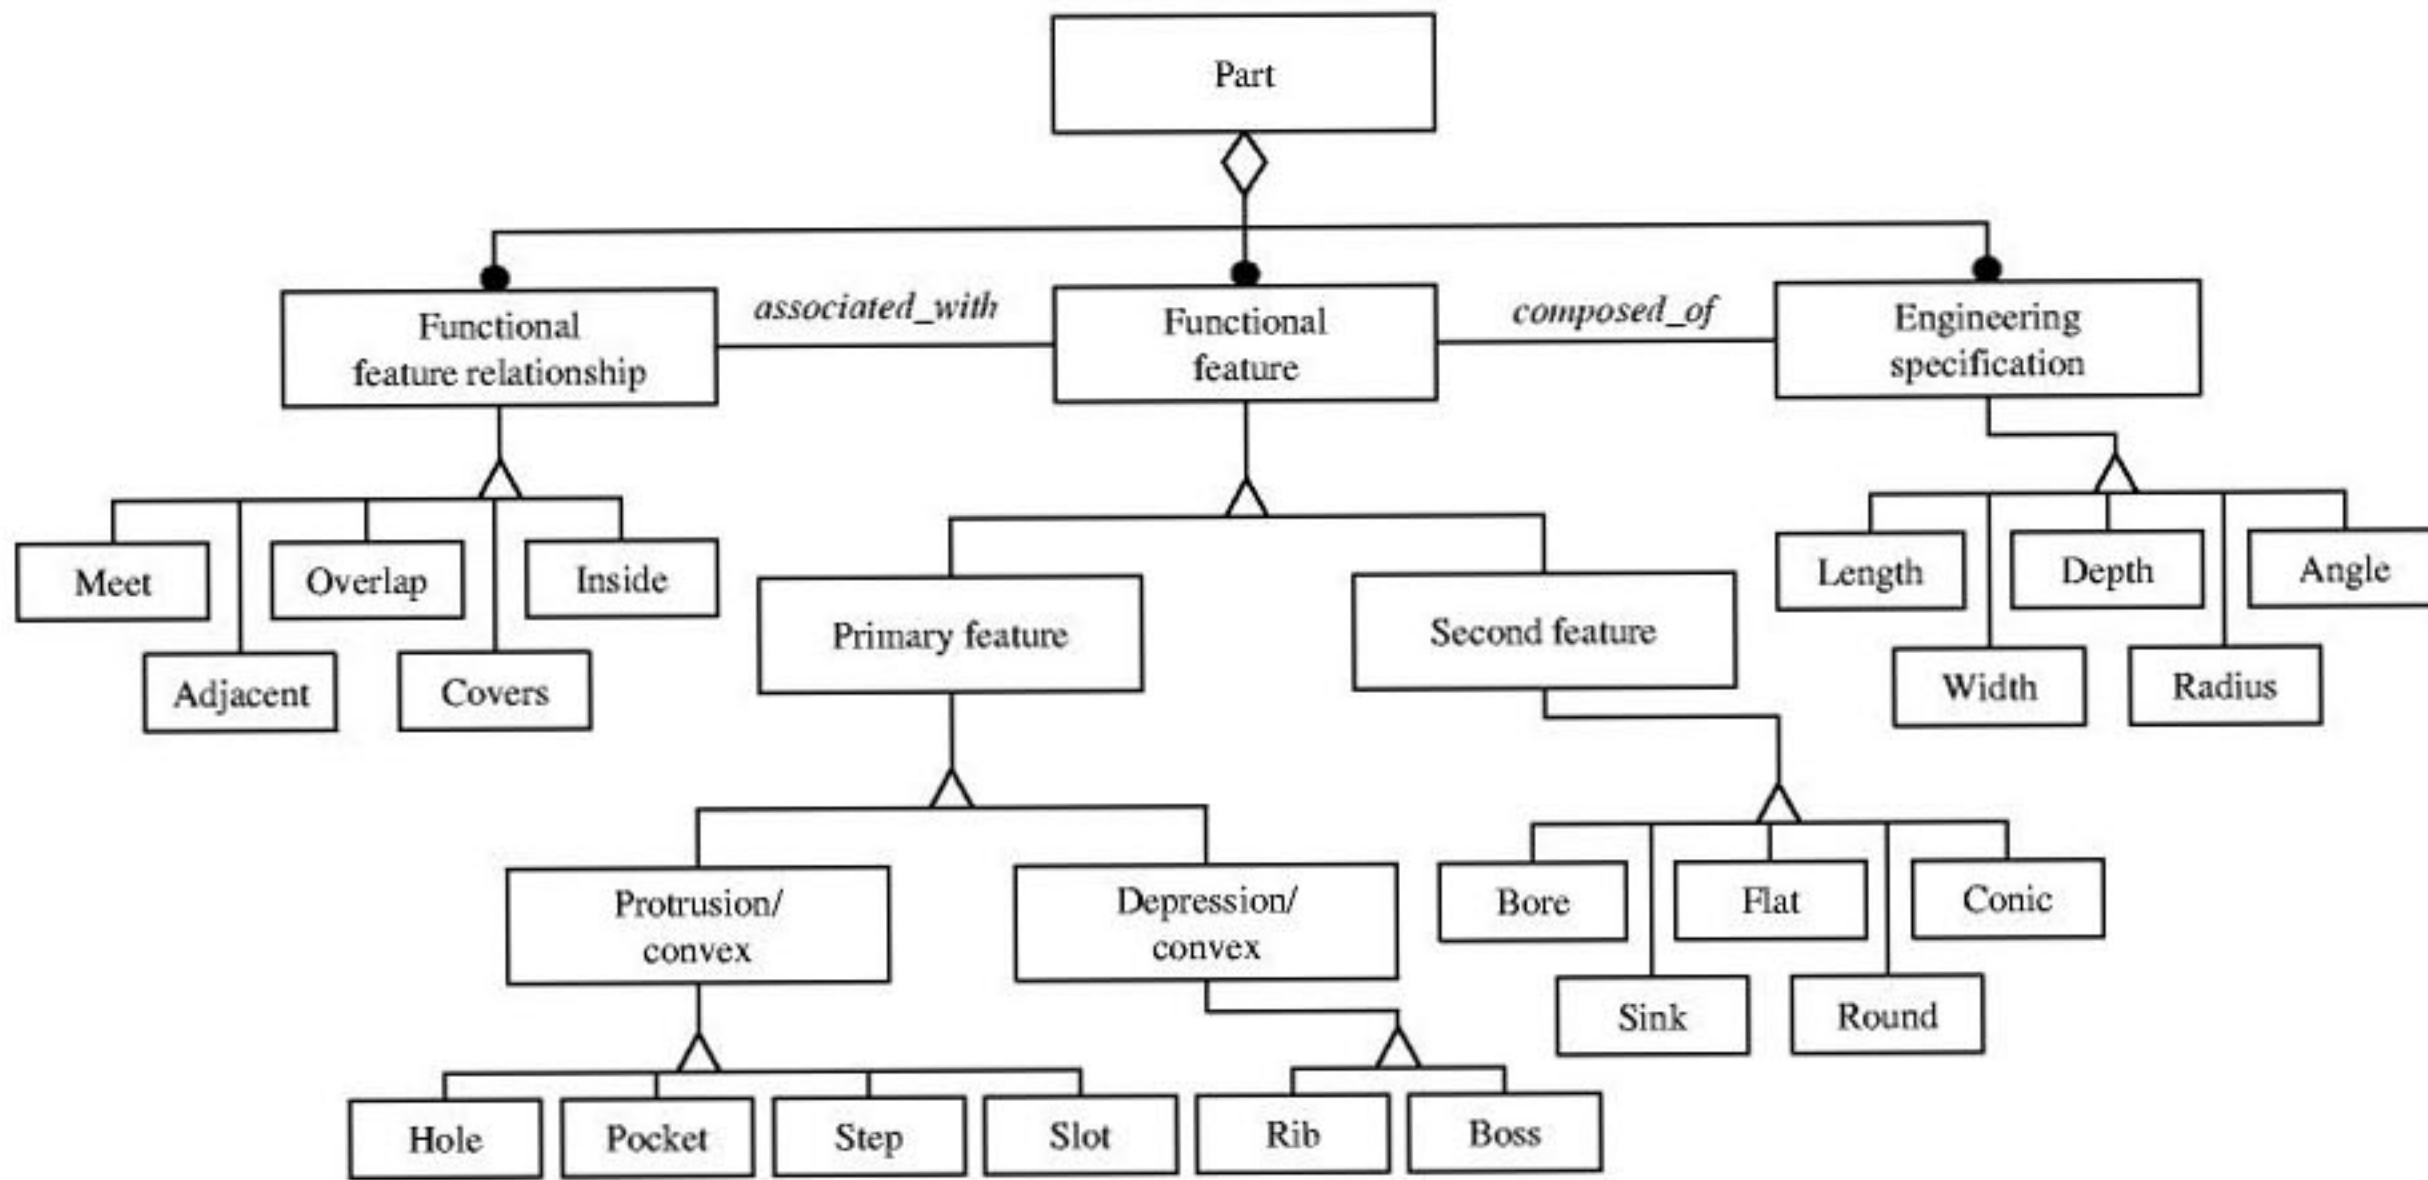 Part
Functional
feature relationship
associated_with
Functional
feature
composed_of
Engineering
specification
Meet
Overlap
Inside
Adjacent
Covers
Primary feature
Second feature
Length
Depth
Angle
Width
Radius
Protrusion/
convex
Depression/
convex
Bore
Flat
Conic
Sink
Round
Hole
Pocket
Step
Slot
Rib
Boss